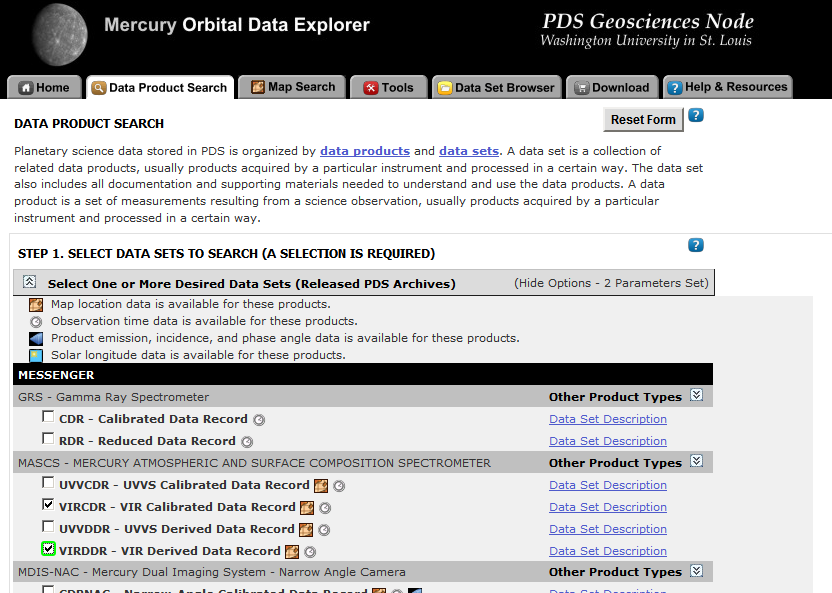 Mercury Orbital Data Explorer
PDS Geosciences Node
Washington University in St. Louis
Home
Data Product Search
Map Search
Tools
Data Set Browser
Download
? Help & Resources
DATA PRODUCT SEARCH
Reset Form ?
Planetary science data stored in PDS is organized by data products and data sets. A data set is a collection of
related data products, usually products acquired by a particular instrument and processed in a certain way. The data set
also includes all documentation and supporting materials needed to understand and use the data products. A data
product is a set of measurements resulting from a science observation, usually products acquired by a particular
instrument and processed in a certain way.
STEP 1. SELECT DATA SETS TO SEARCH (A SELECTION IS REQUIRED) ?
Select One or More Desired Data Sets (Released PDS Archives) (Hide Options - 2 Parameters Set)
Map location data is available for these products.
Observation time data is available for these products.
Product emission, incidence, and phase angle data is available for these products.
Solar longitude data is available for these products.
MESSENGER
GRS - Gamma Ray Spectrometer Other Product Types
CDR - Calibrated Data Record Data Set Description
RDR - Reduced Data Record Data Set Description
MASCS - MERCURY ATMOSPHERIC AND SURFACE COMPOSITION SPECTROMETER Other Product Types
UVVCDR - UVVS Calibrated Data Record Data Set Description
VIRCDR - VIR Calibrated Data Record Data Set Description
UVVDDR - UVVS Derived Data Record Data Set Description
VIRDDR - VIR Derived Data Record Data Set Description
MDIS-NAC - Mercury Dual Imaging System - Narrow Angle Camera Other Product Types
CDRNAC - Narrow Angle Calibrated Data Record Data Set Description